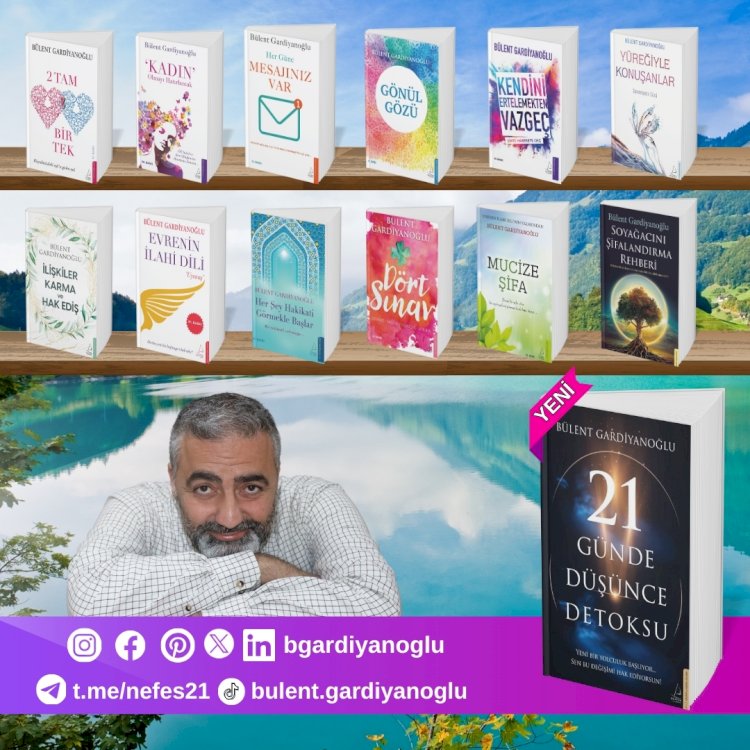 BÜLENT GARDİYANOĞLU
2 TAM
BİR
TEK
Bülent Gardiyanoğlu
'KADIN'
Olmayı Hatırlamak
Bülent Gardiyanoğlu
Her Güne
MESAJINIZ
VAR
1
GÖNÜL
GÖZÜ
BÜLENT GARDİYANOĞLU
KENDİNİ
ERTELEMEKTEN
VAZGEÇ
BÜLENT GARDİYANOĞLU
YÜREĞİYLE
KONUŞANLAR
BÜLENT
GARDİYANOĞLU
İLİŞKİLER
KARMA
ve
HAK EDİŞ
BÜLENT GARDİYANOĞLU
EVRENİN
İLAHİ DİLİ
BÜLENT GARDİYANOĞLU
Her Şey Hakikati
Görmekle Başlar
BÜLENT
GARDİYANOĞLU
Dört
Sınav
BÜLENT GARDİYANOĞLU
MUCİZE
ŞİFA
Bülent Gardiyanoğlu
SOYAĞACINI
ŞİFALANDIRMA
REHBERİ
YENİ
BÜLENT GARDİYANOĞLU
21
GÜNDE
DÜŞÜNCE
DETOKSU
YENİ BİR YOLCULUK BAŞLIYOR...
SEN BU DEĞİŞİMİ HAK EDİYORSUN!
bgardiyanoglu
t.me/nefes21
bulent.gardiyanoglu